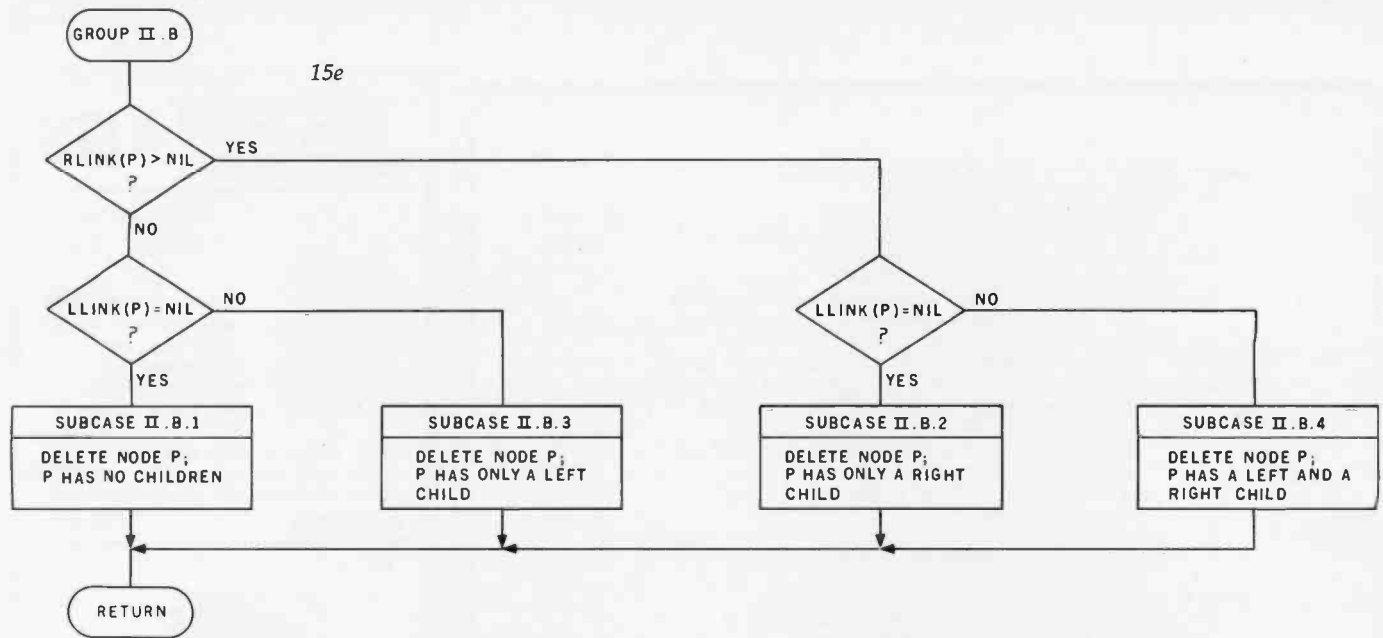 GROUP II.B
15e
RLINK(P) > NIL
?
YES
NO
LLINK(P)=NIL
?
NO
YES
LLINK(P)=NIL
?
NO
YES
SUBCASE II.B.1
DELETE NODE P;
P HAS NO CHILDREN
SUBCASE II.B.3
DELETE NODE P;
P HAS ONLY A LEFT
CHILD
SUBCASE II.B.2
DELETE NODE P;
P HAS ONLY A RIGHT
CHILD
SUBCASE II.B.4
DELETE NODE P;
P HAS A LEFT AND A
RIGHT CHILD
RETURN